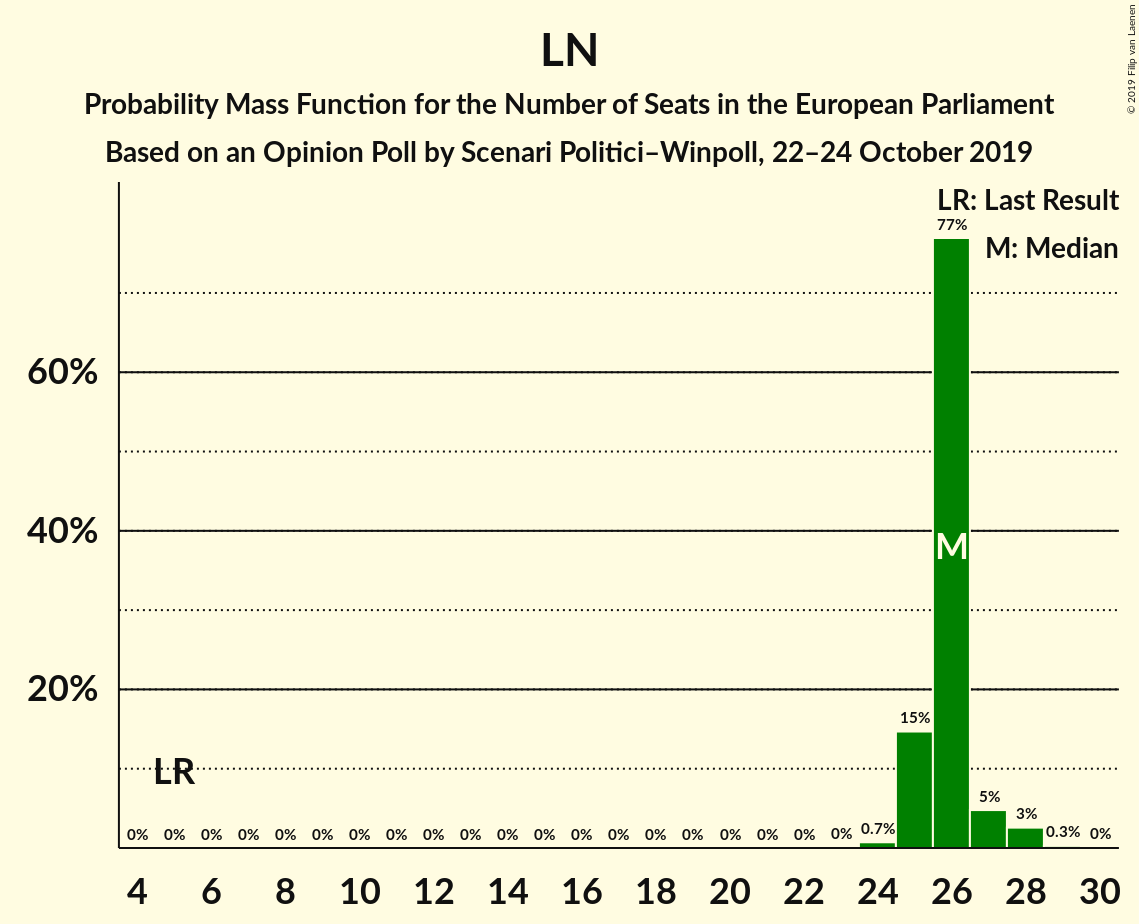 LN
Probability Mass Function for the Number of Seats in the European Parliament
Based on an Opinion Poll by Scenari Politici–Winpoll, 22–24 October 2019
© 2019 Filip van Laenen
LR: Last Result
M: Median
77%
60%
40%
20%
M
LR
0% 0% 0% 0% 0% 0% 0% 0% 0% 0% 0% 0% 0% 0% 0% 0% 0% 0% 0% 0% 0.7% 15% 5% 3% 0.3% 0%
4 6 8 10 12 14 16 18 20 22 24 26 28 30